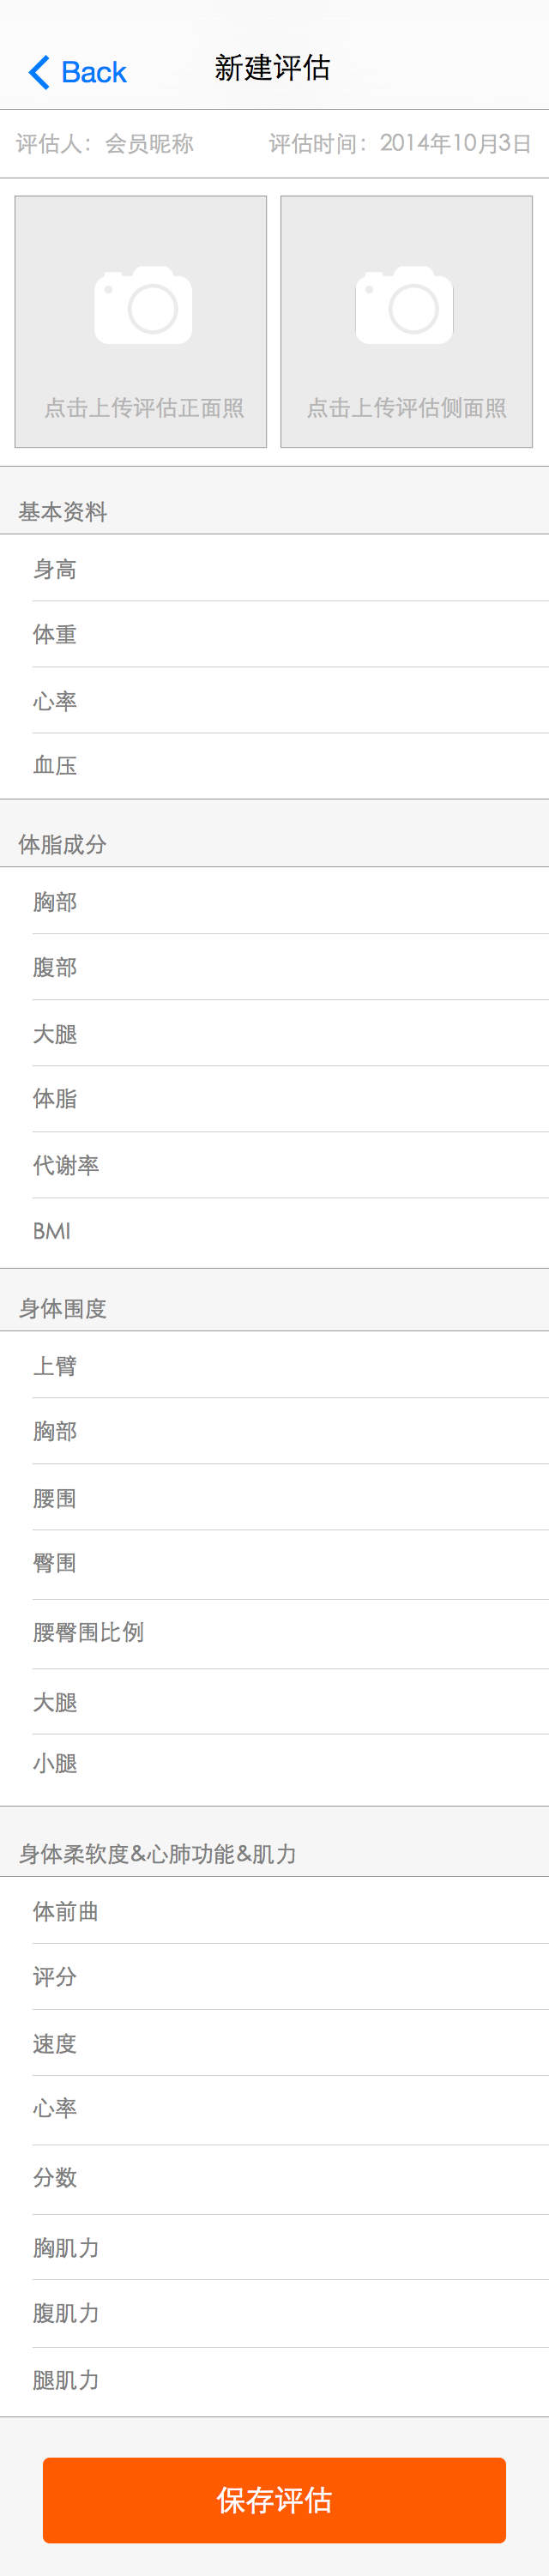 Back
新建评估
评估人：会员昵称
评估时间：2014年10月3日
点击上传评估正面照
点击上传评估侧面照
基本资料
身高
体重
心率
血压
体脂成分
胸部
腹部
大腿
体脂
代谢率
BMI
身体围度
上臂
胸部
腰围
臀围
腰臀围比例
大腿
小腿
身体柔软度&心肺功能&肌力
体前曲
评分
速度
心率
分数
胸肌力
腹肌力
腿肌力
保存评估